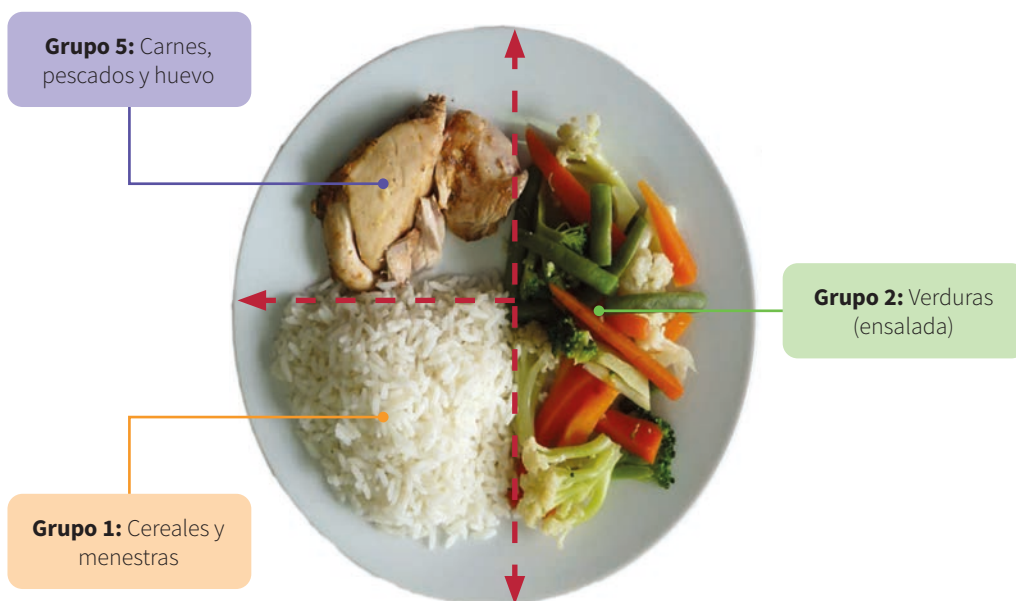 Grupo 5: Carnes,
pescados y huevo
Grupo 2: Verduras
(ensalada)
Grupo 1: Cereales y
menestras